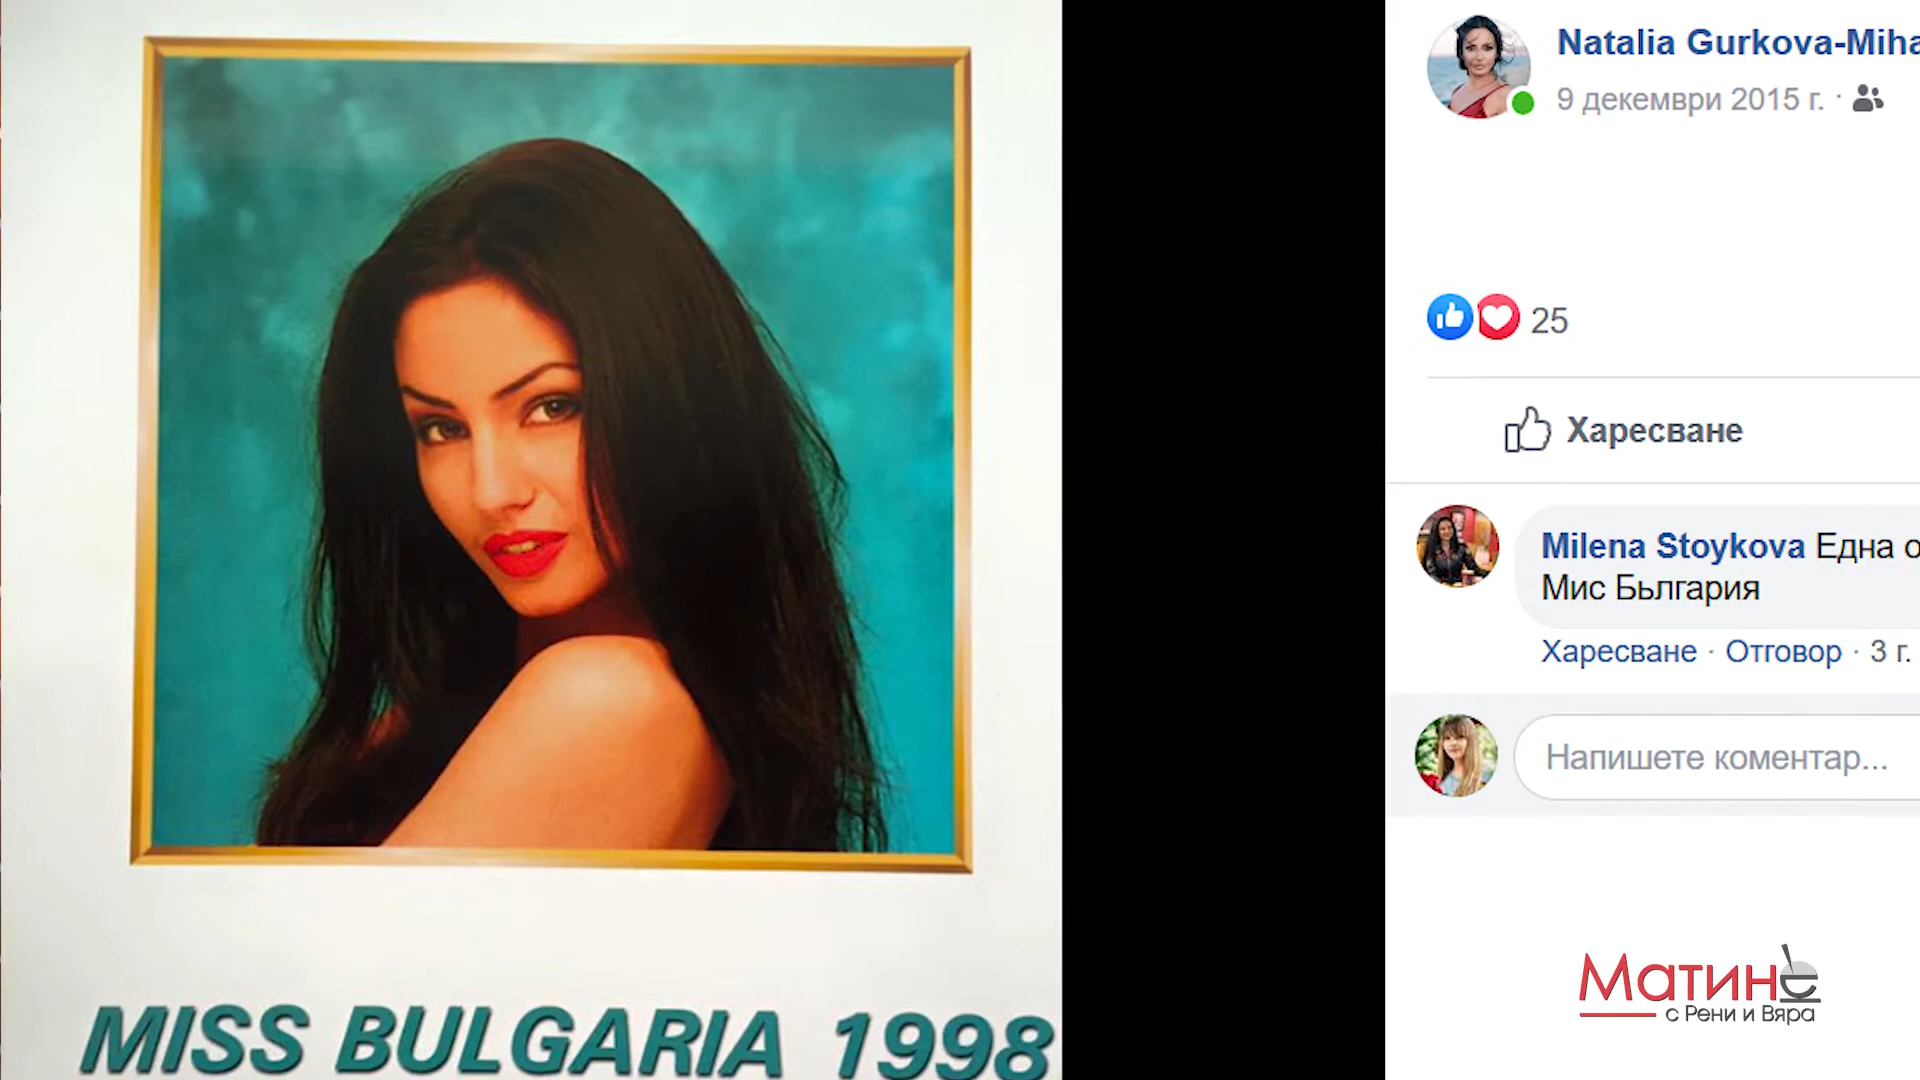 MISS BULGARIA 1998
Natalia Gurkova-Miha
9 декември 2015 г. ·
25
Харесване
Milena Stoykova Една о
Мис Бьлгария
Харесване · Отговор · 3 г.
Напишете коментар...
Матине
с Рени и Вяра